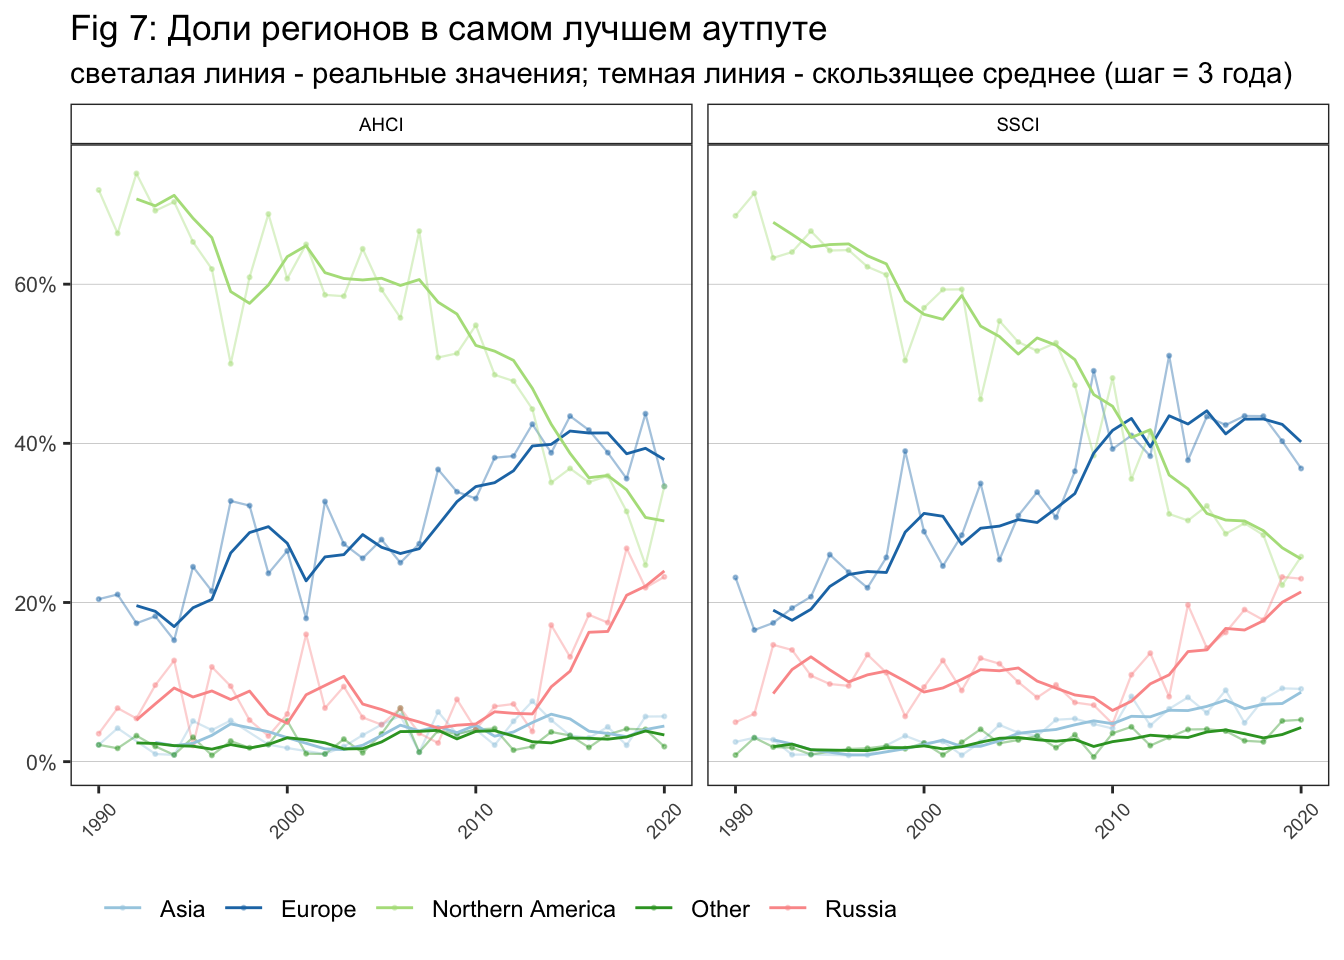 Fig 7: Доли регионов в самом лучшем аутпуте
светалая линия - реальные значения; темная линия - скользящее среднее (шаг = 3 года)
AHCI
SSCI
60%
40%
20%
0%
1990
2000
2010
2020
1990
2000
2010
2020
Asia
Europe
Northern America
Other
Russia